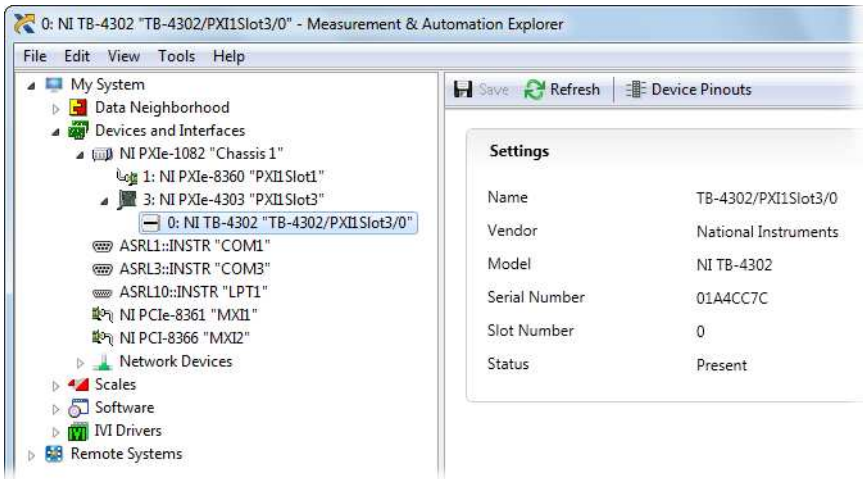 0: NI TB-4302 "TB-4302/PXI1Slot3/0" - Measurement & Automation Explorer
File Edit View Tools Help
My System
Data Neighborhood
Devices and Interfaces
NI PXIe-1082 "Chassis 1"
1: NI PXIe-8360 "PXI1Slot1"
3: NI PXIe-4303 "PXI1Slot3"
0: NI TB-4302 "TB-4302/PXI1Slot3/0"
ASRL1::INSTR "COM1"
ASRL3::INSTR "COM3"
ASRL10::INSTR "LPT1"
NI PCIe-8361 "MXI1"
NI PCI-8366 "MXI2"
Network Devices
Scales
Software
IVI Drivers
Remote Systems
Save Refresh Device Pinouts
Settings
Name TB-4302/PXI1Slot3/0
Vendor National Instruments
Model NI TB-4302
Serial Number 01A4CC7C
Slot Number 0
Status Present